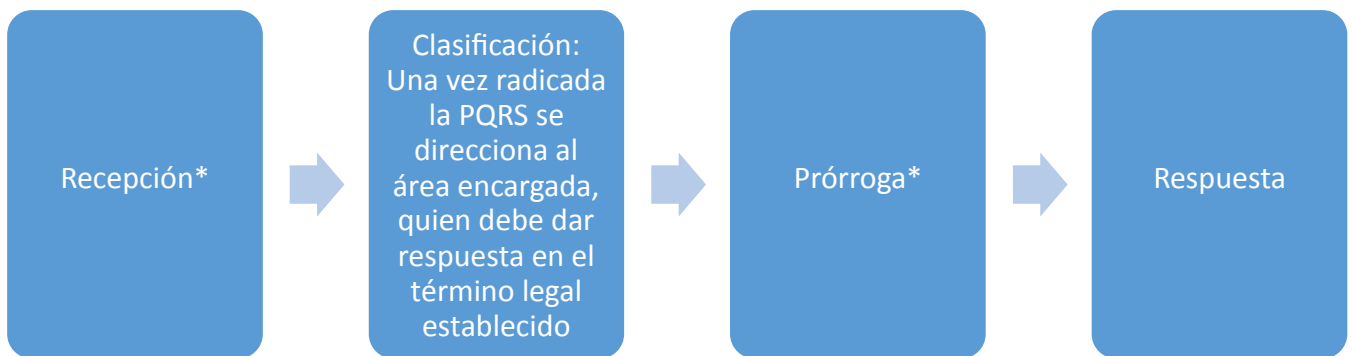 Recepción*
Clasificación:
Una vez radicada
la PQRS se
direcciona al
área encargada,
quien debe dar
respuesta en el
término legal
establecido
Prórroga*
Respuesta